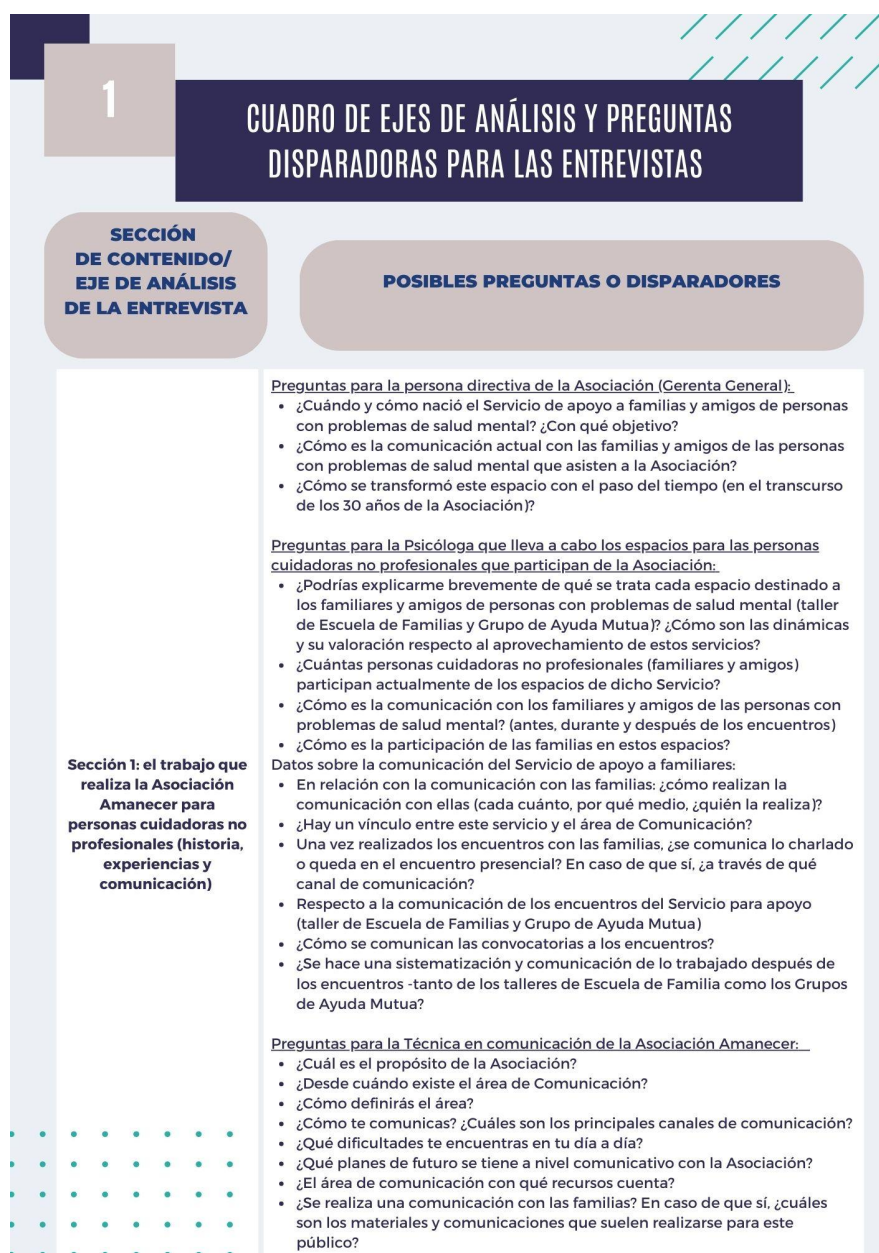 1
CUADRO DE EJES DE ANÁLISIS Y PREGUNTAS
DISPARADORAS PARA LAS ENTREVISTAS
SECCIÓN
DE CONTENIDO/
EJE DE ANÁLISIS
DE LA ENTREVISTA
POSIBLES PREGUNTAS O DISPARADORES
Sección 1: el trabajo que
realiza la Asociación
Amanecer para
personas cuidadoras no
profesionales (historia,
experiencias y
comunicación)
Preguntas para la persona directiva de la Asociación (Gerenta General):
• ¿Cuándo y cómo nació el Servicio de apoyo a familias y amigos de personas
con problemas de salud mental? ¿Con qué objetivo?
• ¿Cómo es la comunicación actual con las familias y amigos de las personas
con problemas de salud mental que asisten a la Asociación?
• ¿Cómo se transformó este espacio con el paso del tiempo (en el transcurso
de los 30 años de la Asociación)?
Preguntas para la Psicóloga que lleva a cabo los espacios para las personas
cuidadoras no profesionales que participan de la Asociación:
• ¿Podrías explicarme brevemente de qué se trata cada espacio destinado a
los familiares y amigos de personas con problemas de salud mental (taller
de Escuela de Familias y Grupo de Ayuda Mutua)? ¿Cómo son las dinámicas
y su valoración respecto al aprovechamiento de estos servicios?
• ¿Cuántas personas cuidadoras no profesionales (familiares y amigos)
participan actualmente de los espacios de dicho Servicio?
• ¿Cómo es la comunicación con los familiares y amigos de las personas con
problemas de salud mental? (antes, durante y después de los encuentros)
• ¿Cómo es la participación de las familias en estos espacios?
Datos sobre la comunicación del Servicio de apoyo a familiares:
• En relación con la comunicación con las familias: ¿cómo realizan la
comunicación con ellas (cada cuánto, por qué medio, ¿quién la realiza)?
• ¿Hay un vínculo entre este servicio y el área de Comunicación?
• Una vez realizados los encuentros con las familias, ¿se comunica lo charlado
o queda en el encuentro presencial? En caso de que sí, ¿a través de qué
canal de comunicación?
• Respecto a la comunicación de los encuentros del Servicio para apoyo
(taller de Escuela de Familias y Grupo de Ayuda Mutua)
• ¿Cómo se comunican las convocatorias a los encuentros?
• ¿Se hace una sistematización y comunicación de lo trabajado después de
los encuentros -tanto de los talleres de Escuela de Familia como los Grupos
de Ayuda Mutua?
Preguntas para la Técnica en comunicación de la Asociación Amanecer:
• ¿Cuál es el propósito de la Asociación?
• ¿Desde cuándo existe el área de Comunicación?
• ¿Cómo definirás el área?
• ¿Cómo te comunicas? ¿Cuáles son los principales canales de comunicación?
• ¿Qué dificultades te encuentras en tu día a día?
• ¿Qué planes de futuro se tiene a nivel comunicativo con la Asociación?
• ¿El área de comunicación con qué recursos cuenta?
• ¿Se realiza una comunicación con las familias? En caso de que sí, ¿cuáles
son los materiales y comunicaciones que suelen realizarse para este
público?